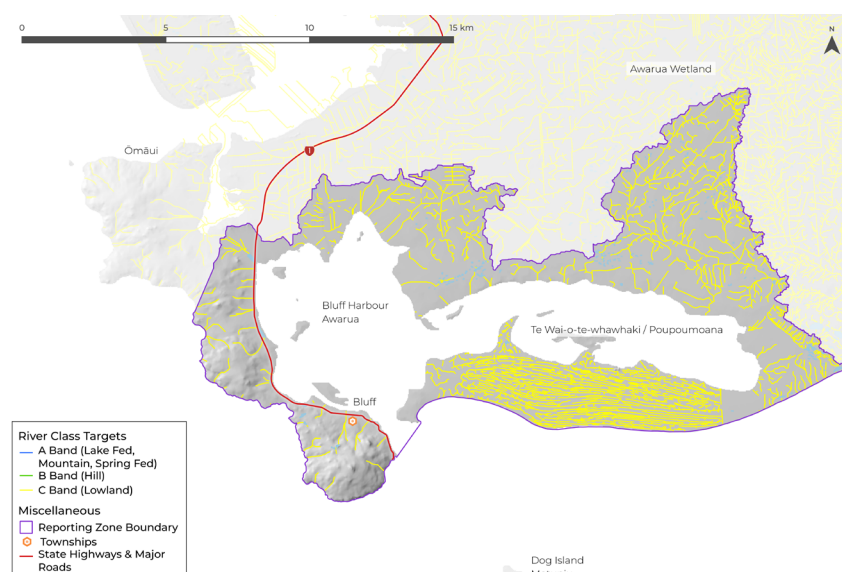 0
5
10
15 km
N
Awarua Wetland
Ōmāui
1
Bluff Harbour
Awarua
Te Wai-o-te-whawhaki / Poupoumoana
Bluff
River Class Targets
A Band (Lake Fed,
Mountain, Spring Fed)
B Band (Hill)
C Band (Lowland)
Miscellaneous
Reporting Zone Boundary
Townships
State Highways & Major
Roads
Dog Island